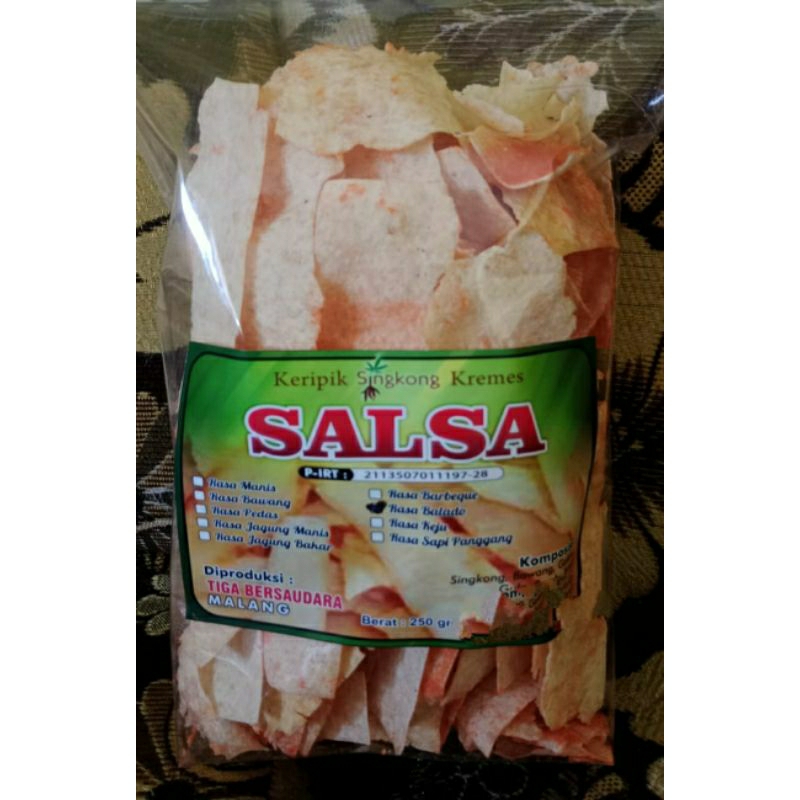 Keripik Singkong Kremes
SALSA
P-IRT : 2113507011197-28
Rasa Manis
Rasa Bawang
Rasa Pedas
Rasa Jagung Manis
Rasa Jagung Bakar
Rasa Barbeque
Rasa Balado
Rasa Keju
Rasa Sapi Panggang
Diproduksi :
TIGA BERSAUDARA
MALANG
Berat : 250 gr
Singkong, Bawang,